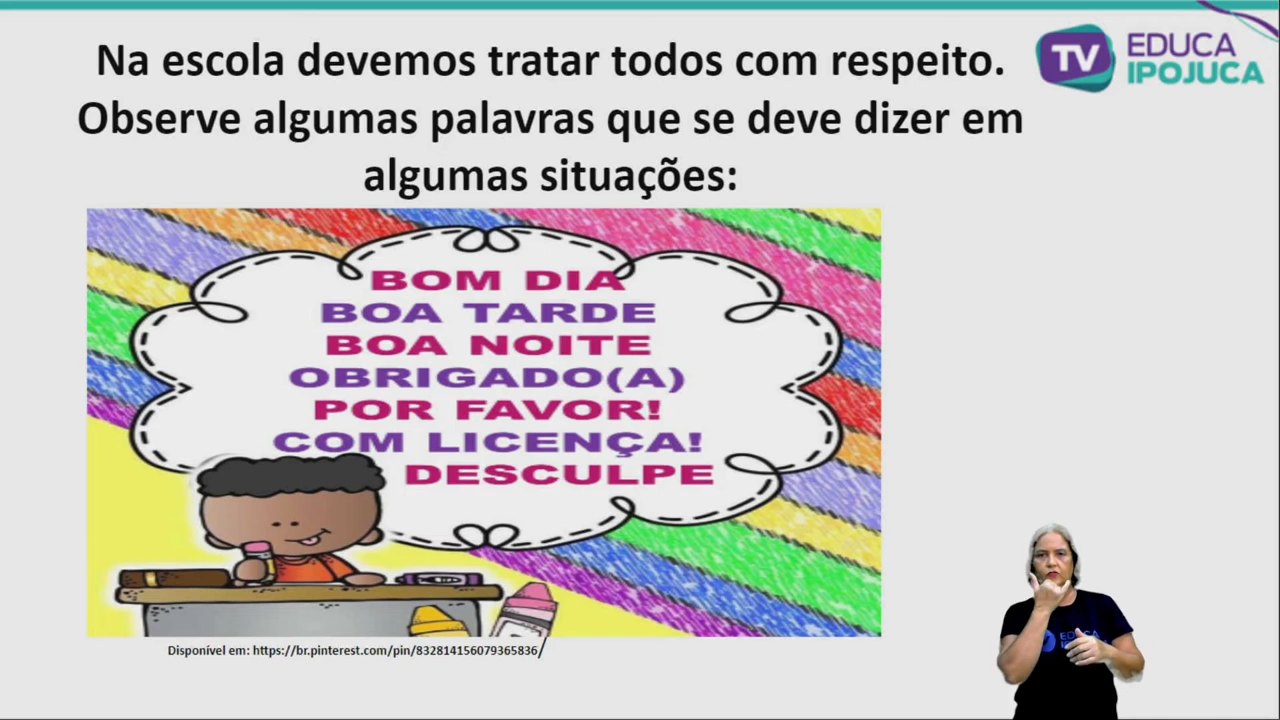 Na escola devemos tratar todos com respeito.
Observe algumas palavras que se deve dizer em
algumas situações:
TV EDUCA
IPOJUCA
BOM DIA
BOA TARDE
BOA NOITE
OBRIGADO(A)
POR FAVOR!
COM LICENÇA!
DESCULPE
Disponível em: https://br.pinterest.com/pin/832814156079365836/
EDUCA